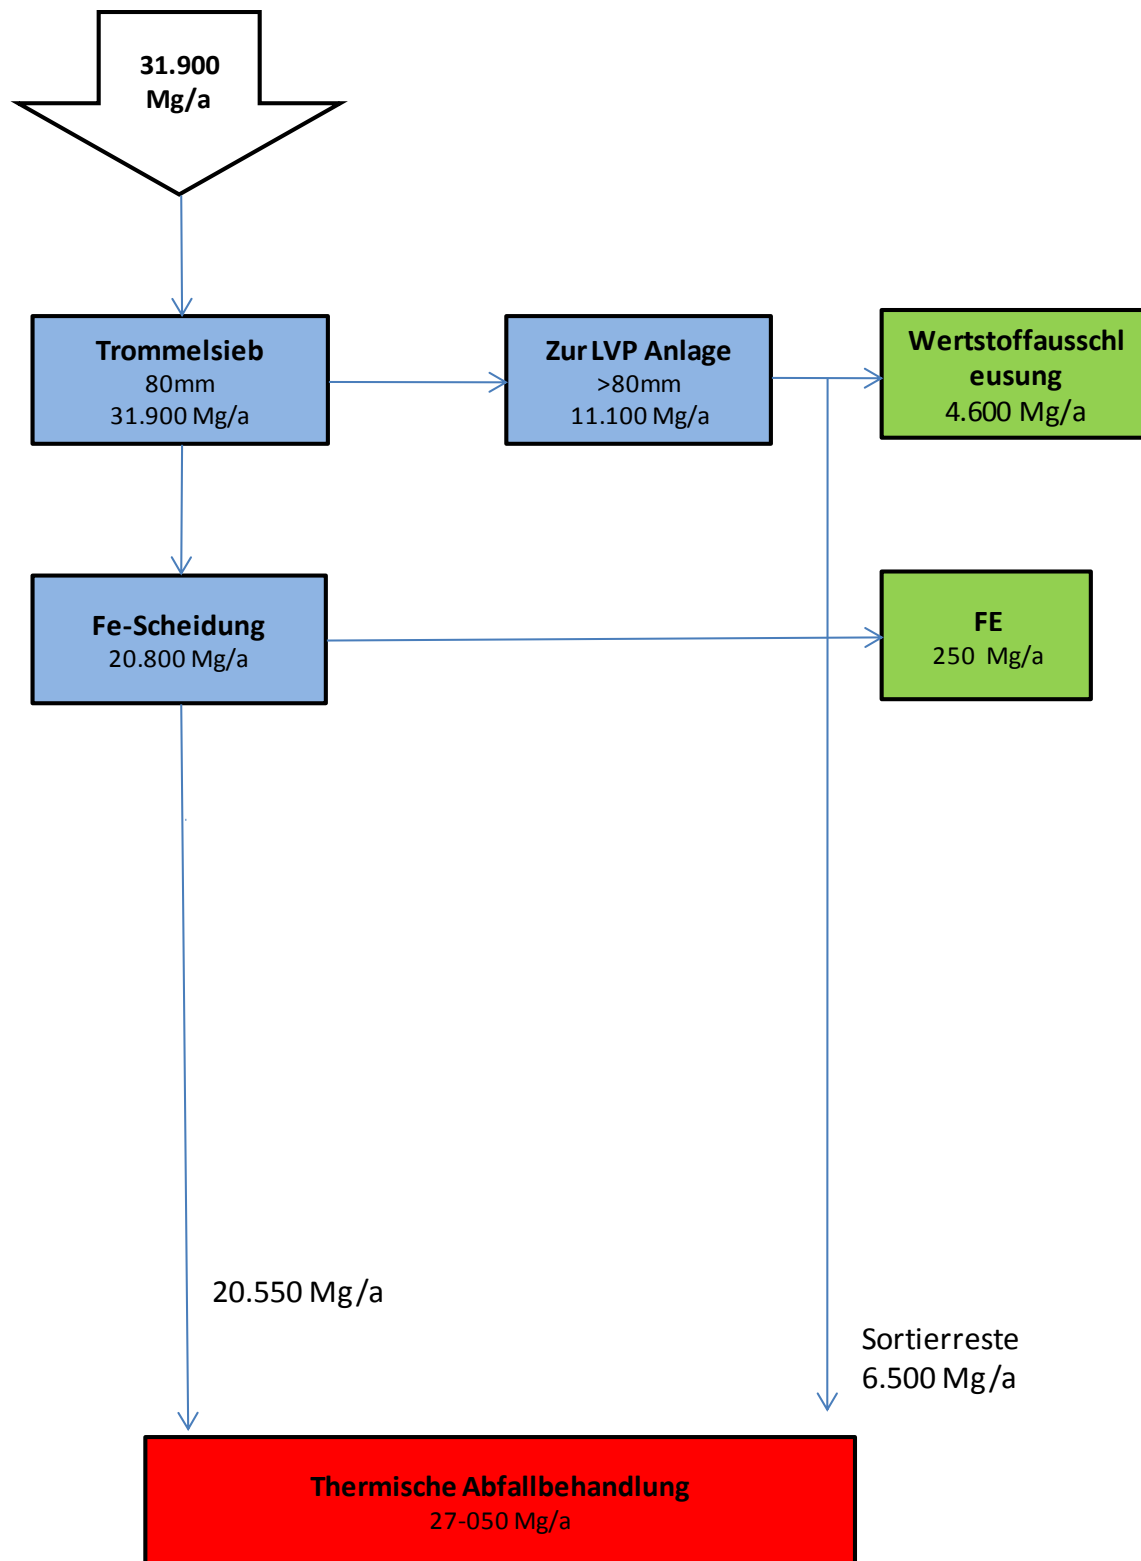 31.900
Mg/a
Trommelsieb
80mm
31.900 Mg/a
Zur LVP Anlage
>80mm
11.100 Mg/a
Wertstoffausschl
eusung
4.600 Mg/a
Fe-Scheidung
20.800 Mg/a
FE
250 Mg/a
20.550 Mg/a
Sortierreste
6.500 Mg/a
Thermische Abfallbehandlung
27-050 Mg/a